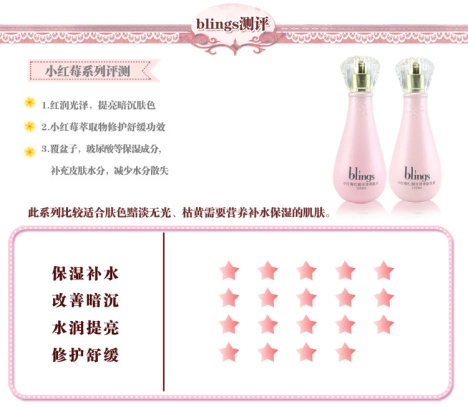 blings测评
小红莓系列评测
1.红润光泽，提亮暗沉肤色
2.小红莓萃取物修护舒缓功效
3.覆盆子，玻尿酸等保湿成分，
补充皮肤水分，减少水分散失
blings
blings
此系列比较适合肤色黯淡无光、枯黄需要营养补水保湿的肌肤。
保湿补水
改善暗沉
水润提亮
修护舒缓